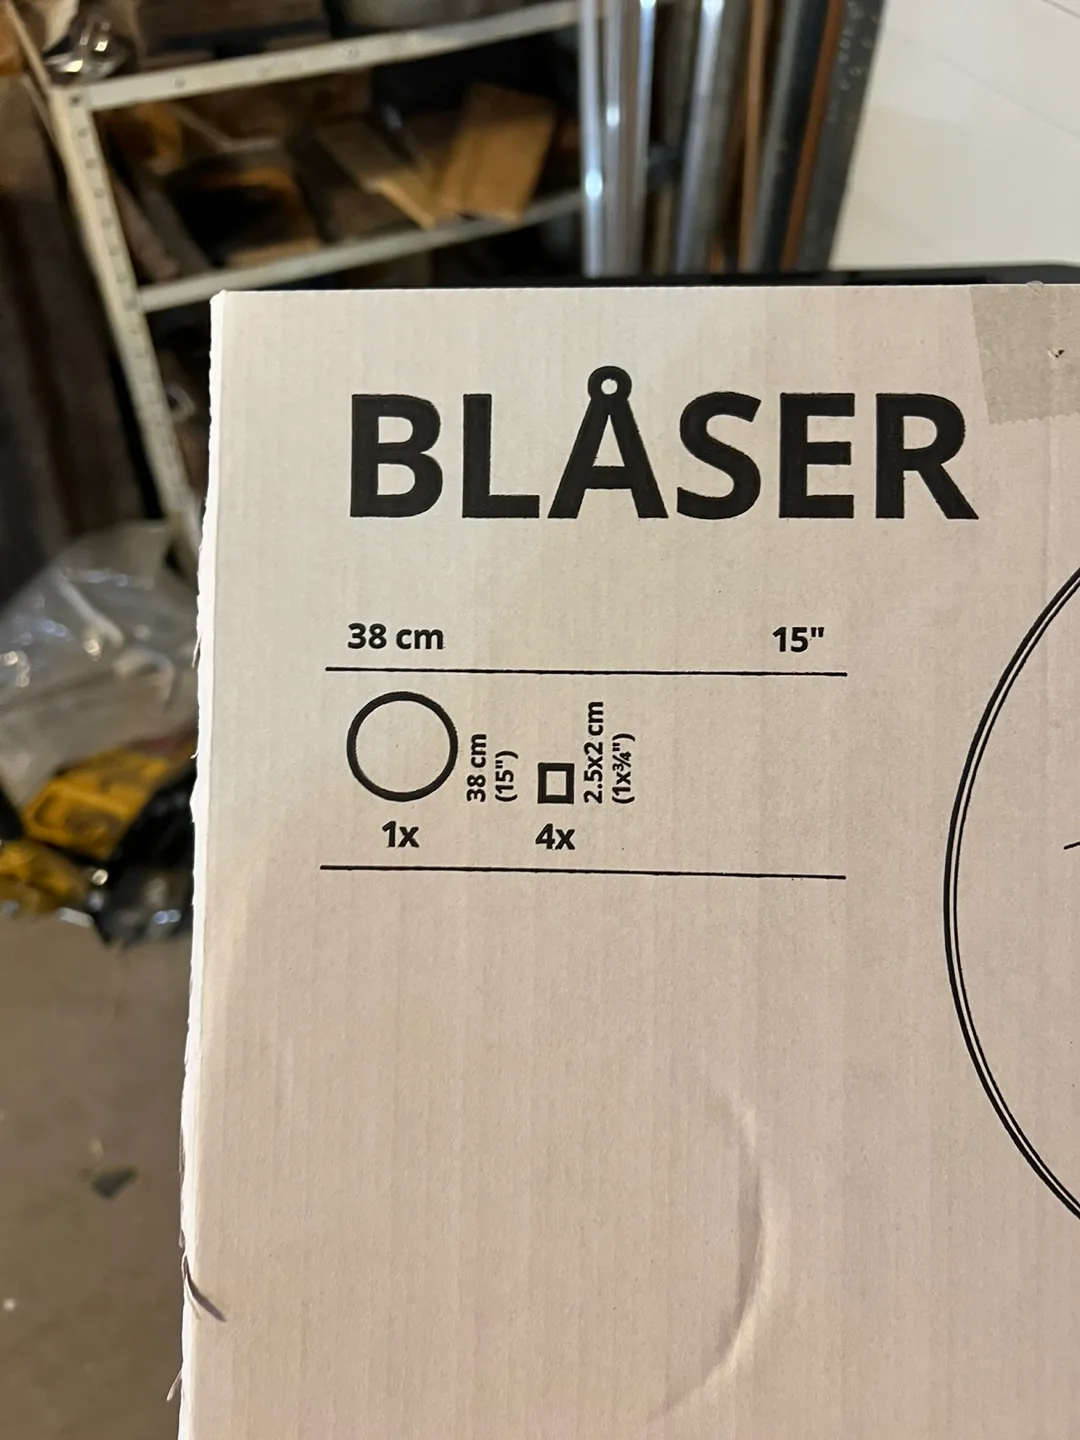 BLÅSER
38 cm 15"
38 cm
(15")
2.5x2 cm
(1x¾")
1x 4x